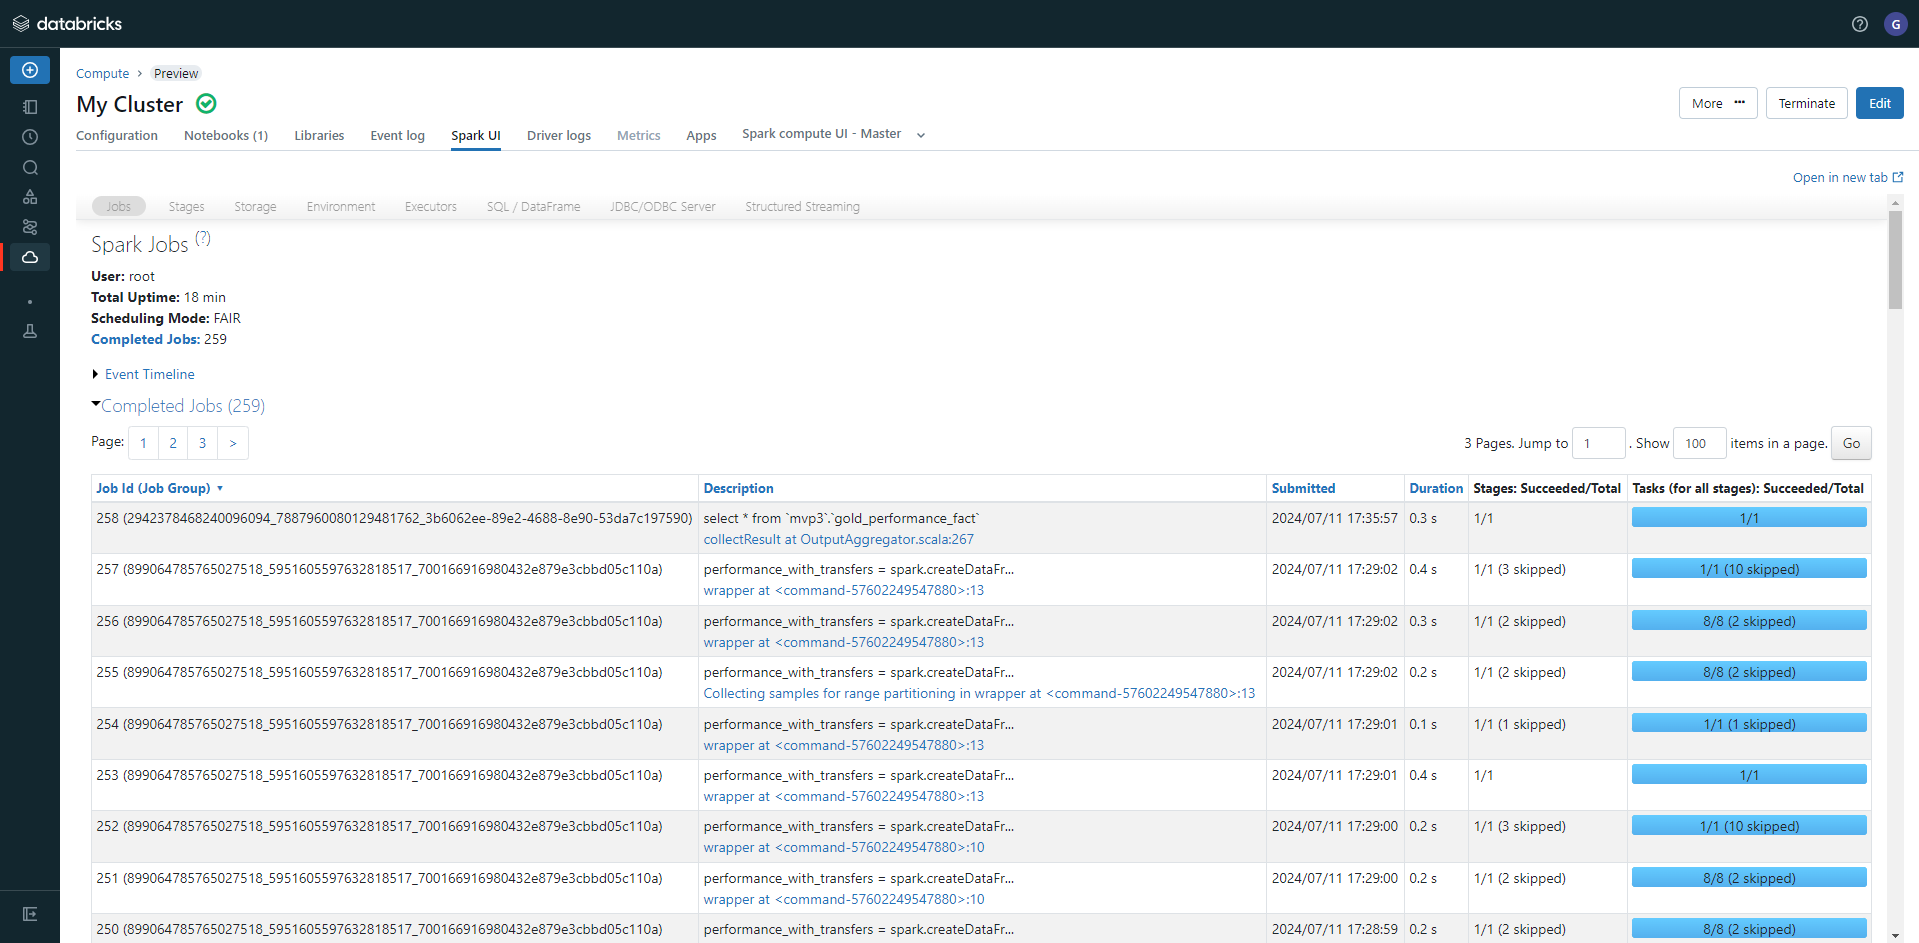 databricks
G
Compute › Preview
My Cluster
More ··· Terminate Edit
Configuration Notebooks (1) Libraries Event log Spark UI Driver logs Metrics Apps Spark compute UI - Master
Open in new tab
Jobs Stages Storage Environment Executors SQL / DataFrame JDBC/ODBC Server Structured Streaming
Spark Jobs (?)
User: root
Total Uptime: 18 min
Scheduling Mode: FAIR
Completed Jobs: 259
Event Timeline
Completed Jobs (259)
Page: 1 2 3 > 3 Pages. Jump to 1 . Show 100 items in a page. Go
Job Id (Job Group) ▾ Description Submitted Duration Stages: Succeeded/Total Tasks (for all stages): Succeeded/Total
258 (2942378468240096094_7887960080129481762_3b6062ee-89e2-4688-8e90-53da7c197590) select * from `mvp3`.`gold_performance_fact` 2024/07/11 17:35:57 0.3 s 1/1 1/1
collectResult at OutputAggregator.scala:267
257 (899064785765027518_5951605597632818517_700166916980432e879e3cbbd05c110a) performance_with_transfers = spark.createDataFr... 2024/07/11 17:29:02 0.4 s 1/1 (3 skipped) 1/1 (10 skipped)
wrapper at <command-57602249547880>:13
256 (899064785765027518_5951605597632818517_700166916980432e879e3cbbd05c110a) performance_with_transfers = spark.createDataFr... 2024/07/11 17:29:02 0.3 s 1/1 (2 skipped) 8/8 (2 skipped)
wrapper at <command-57602249547880>:13
255 (899064785765027518_5951605597632818517_700166916980432e879e3cbbd05c110a) performance_with_transfers = spark.createDataFr... 2024/07/11 17:29:02 0.2 s 1/1 (2 skipped) 8/8 (2 skipped)
Collecting samples for range partitioning in wrapper at <command-57602249547880>:13
254 (899064785765027518_5951605597632818517_700166916980432e879e3cbbd05c110a) performance_with_transfers = spark.createDataFr... 2024/07/11 17:29:01 0.1 s 1/1 (1 skipped) 1/1 (1 skipped)
wrapper at <command-57602249547880>:13
253 (899064785765027518_5951605597632818517_700166916980432e879e3cbbd05c110a) performance_with_transfers = spark.createDataFr... 2024/07/11 17:29:01 0.4 s 1/1 1/1
wrapper at <command-57602249547880>:13
252 (899064785765027518_5951605597632818517_700166916980432e879e3cbbd05c110a) performance_with_transfers = spark.createDataFr... 2024/07/11 17:29:00 0.2 s 1/1 (3 skipped) 1/1 (10 skipped)
wrapper at <command-57602249547880>:10
251 (899064785765027518_5951605597632818517_700166916980432e879e3cbbd05c110a) performance_with_transfers = spark.createDataFr... 2024/07/11 17:29:00 0.2 s 1/1 (2 skipped) 8/8 (2 skipped)
wrapper at <command-57602249547880>:10
250 (899064785765027518_5951605597632818517_700166916980432e879e3cbbd05c110a) performance_with_transfers = spark.createDataFr... 2024/07/11 17:28:59 0.2 s 1/1 (2 skipped) 8/8 (2 skipped)